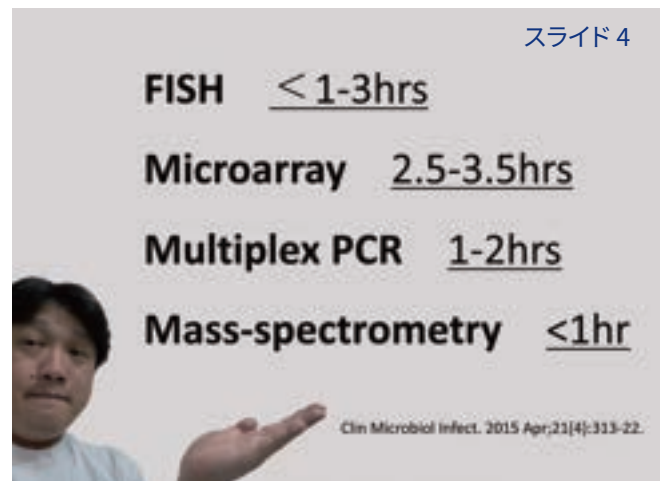 スライド 4
FISH ＜1-3hrs
Microarray 2.5-3.5hrs
Multiplex PCR 1-2hrs
Mass-spectrometry <1hr
Clin Microbiol Infect. 2015 Apr;21(4):313-22.